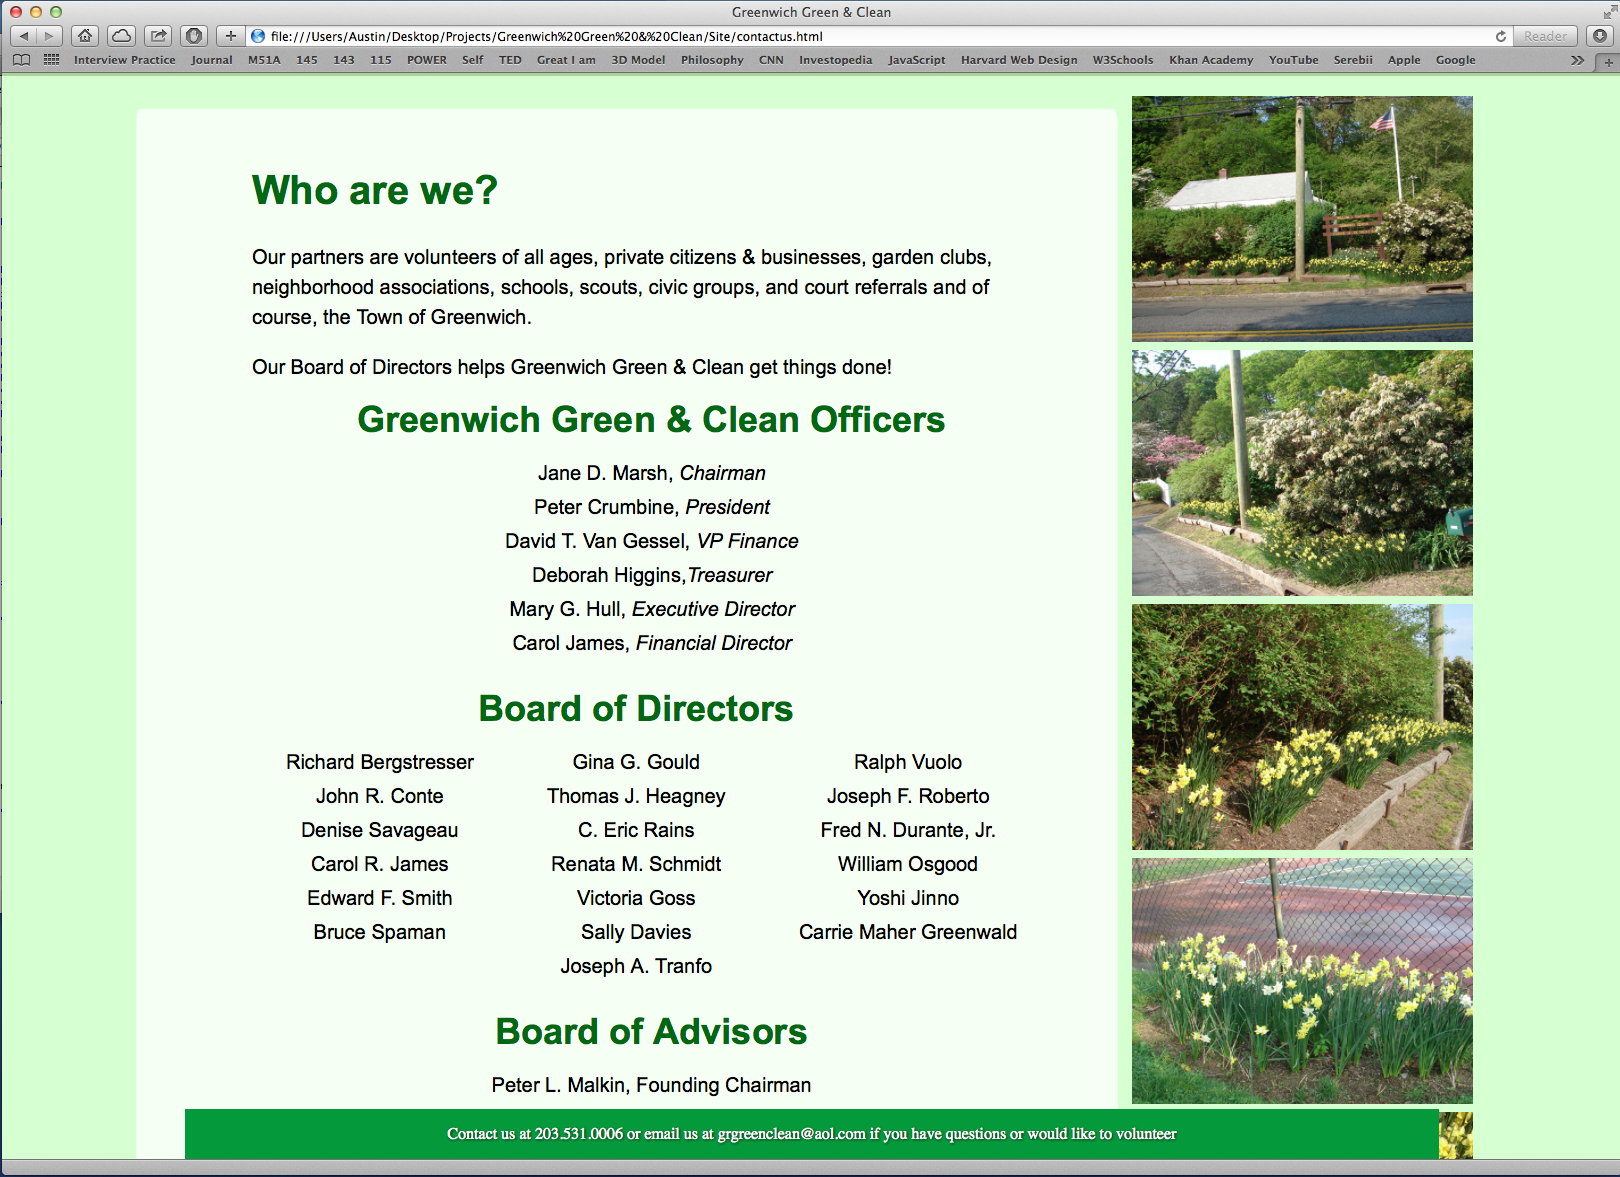 Greenwich Green & Clean
file:///Users/Austin/Desktop/Projects/Greenwich%20Green%20&%20Clean/Site/contactus.html
Reader
Interview Practice Journal M51A 145 143 115 POWER Self TED Great I am 3D Model Philosophy CNN Investopedia JavaScript Harvard Web Design W3Schools Khan Academy YouTube Serebii Apple Google
Who are we?
Our partners are volunteers of all ages, private citizens & businesses, garden clubs,
neighborhood associations, schools, scouts, civic groups, and court referrals and of
course, the Town of Greenwich.
Our Board of Directors helps Greenwich Green & Clean get things done!
Greenwich Green & Clean Officers
Jane D. Marsh, Chairman
Peter Crumbine, President
David T. Van Gessel, VP Finance
Deborah Higgins,Treasurer
Mary G. Hull, Executive Director
Carol James, Financial Director
Board of Directors
Richard Bergstresser Gina G. Gould Ralph Vuolo
John R. Conte Thomas J. Heagney Joseph F. Roberto
Denise Savageau C. Eric Rains Fred N. Durante, Jr.
Carol R. James Renata M. Schmidt William Osgood
Edward F. Smith Victoria Goss Yoshi Jinno
Bruce Spaman Sally Davies Carrie Maher Greenwald
Joseph A. Tranfo
Board of Advisors
Peter L. Malkin, Founding Chairman
Contact us at 203.531.0006 or email us at grgreenclean@aol.com if you have questions or would like to volunteer